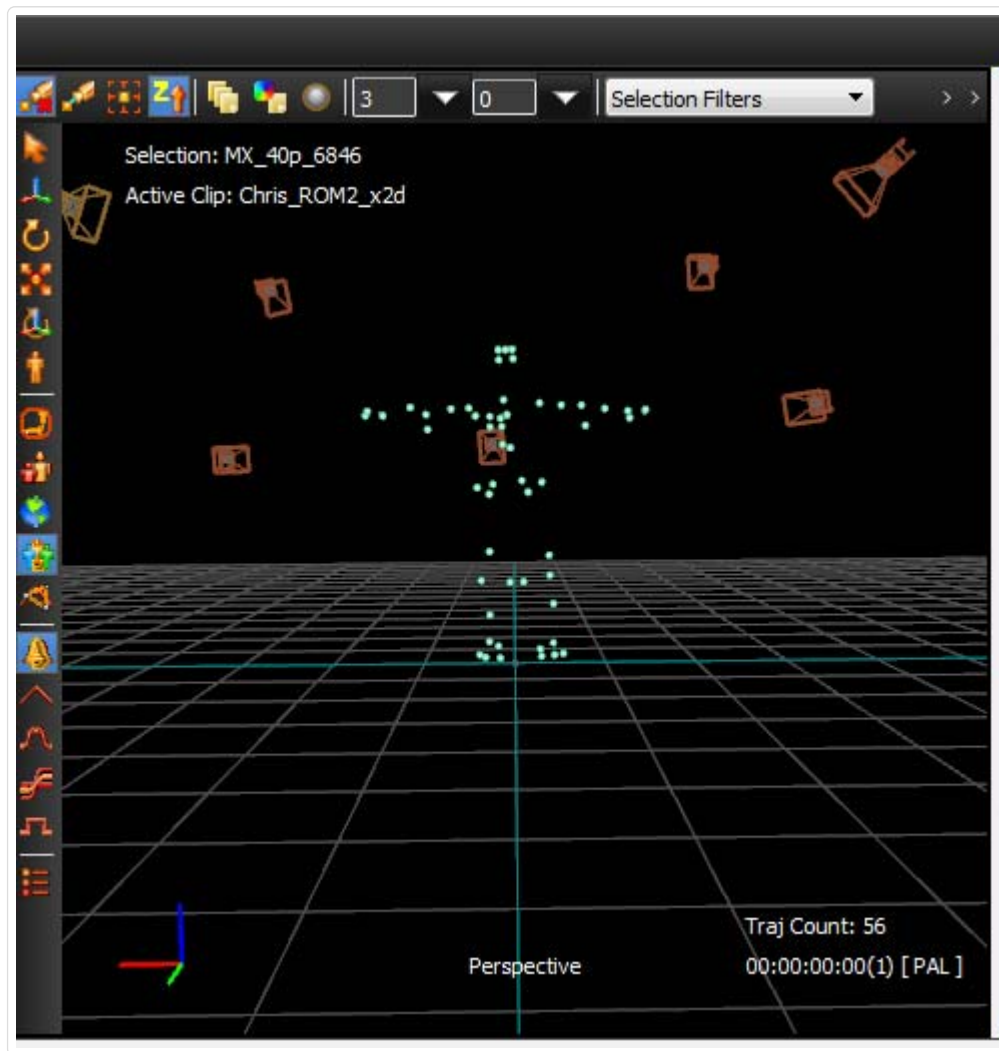 Z
3
0
Selection Filters
Selection: MX_40p_6846
Active Clip: Chris_ROM2_x2d
Traj Count: 56
Perspective
00:00:00:00(1) [ PAL ]